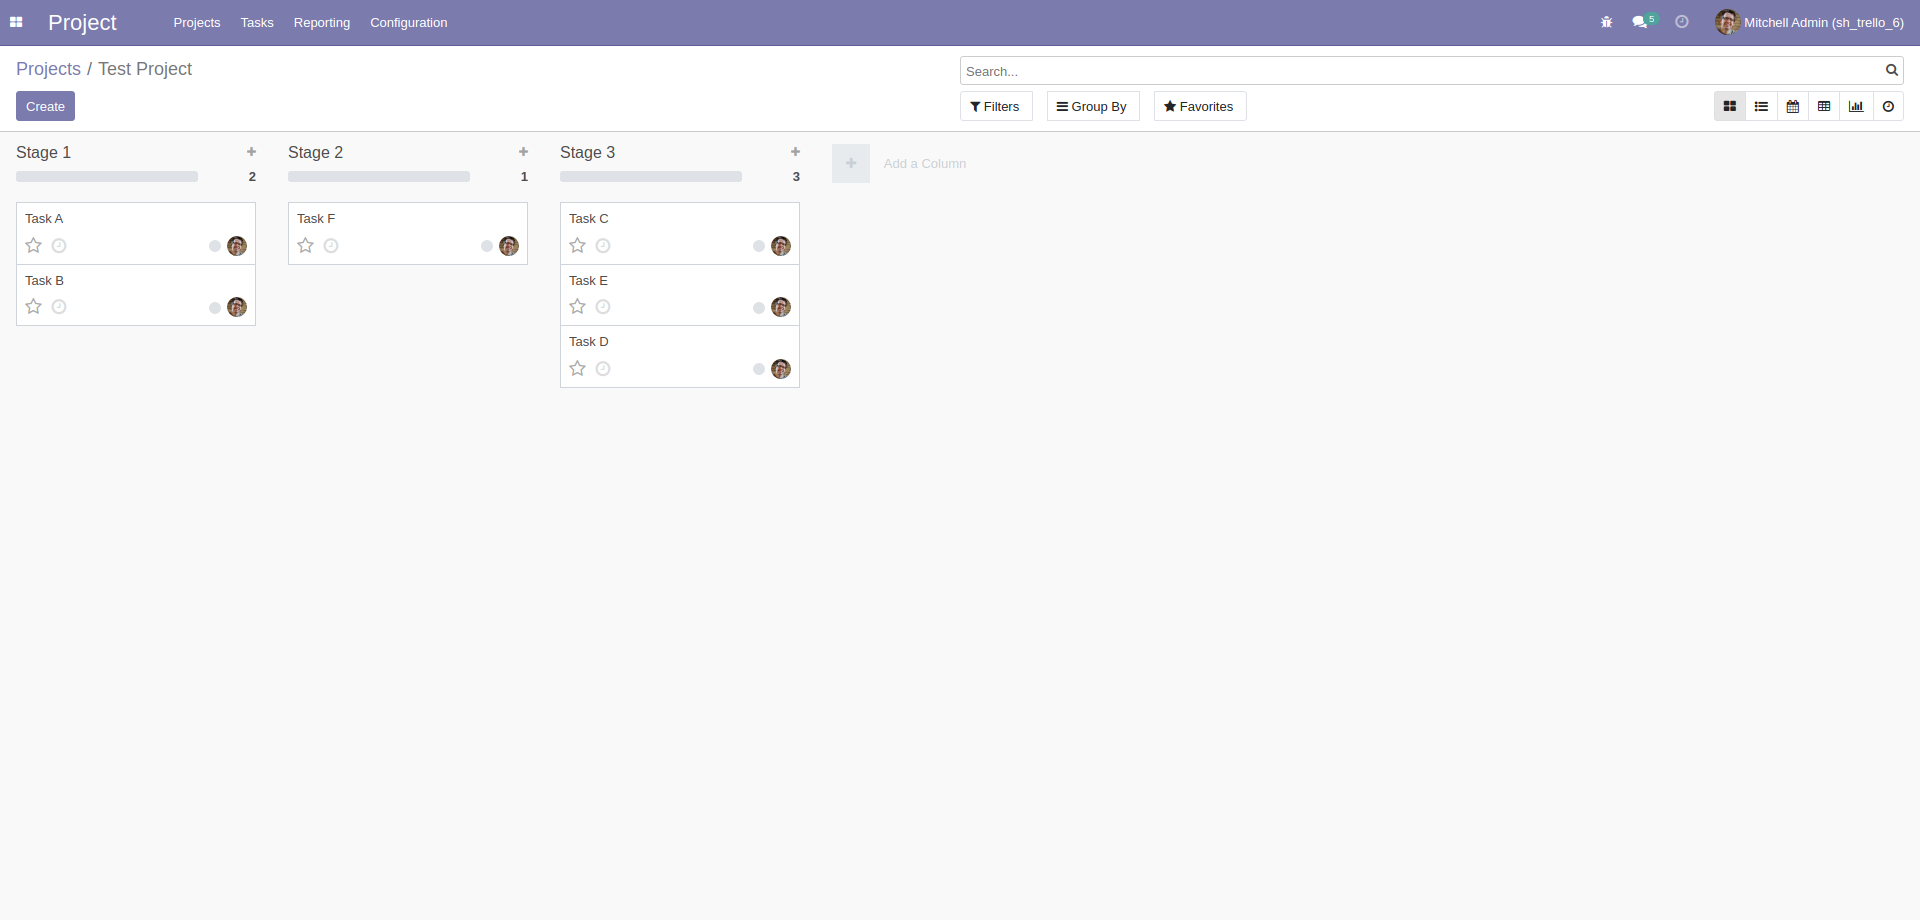 Project
Projects Tasks Reporting Configuration
5
Mitchell Admin (sh_trello_6)
Projects / Test Project
Search...
Create
Filters
Group By
Favorites
Stage 1
2
Task A
Task B
Stage 2
1
Task F
Stage 3
3
Task C
Task E
Task D
Add a Column